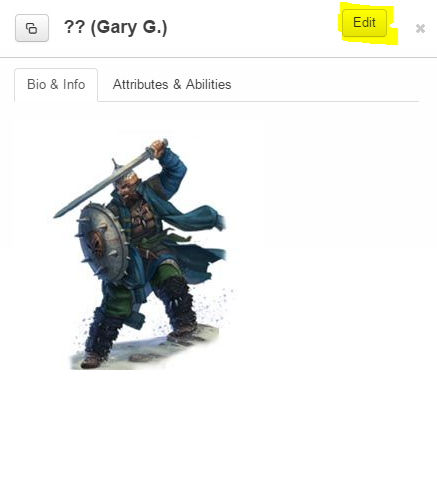 ?? (Gary G.)
Edit
Bio & Info
Attributes & Abilities